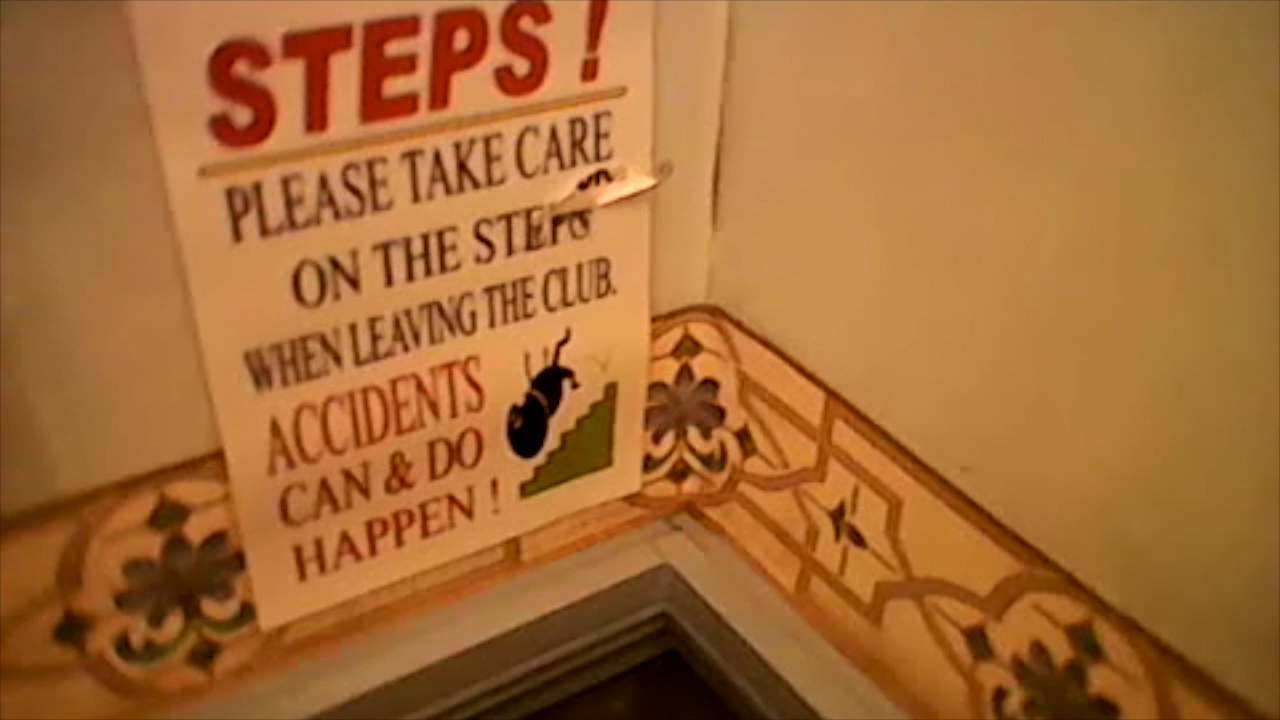 STEPS !
PLEASE TAKE CARE
ON THE STEPS
WHEN LEAVING THE CLUB.
ACCIDENTS
CAN & DO
HAPPEN !